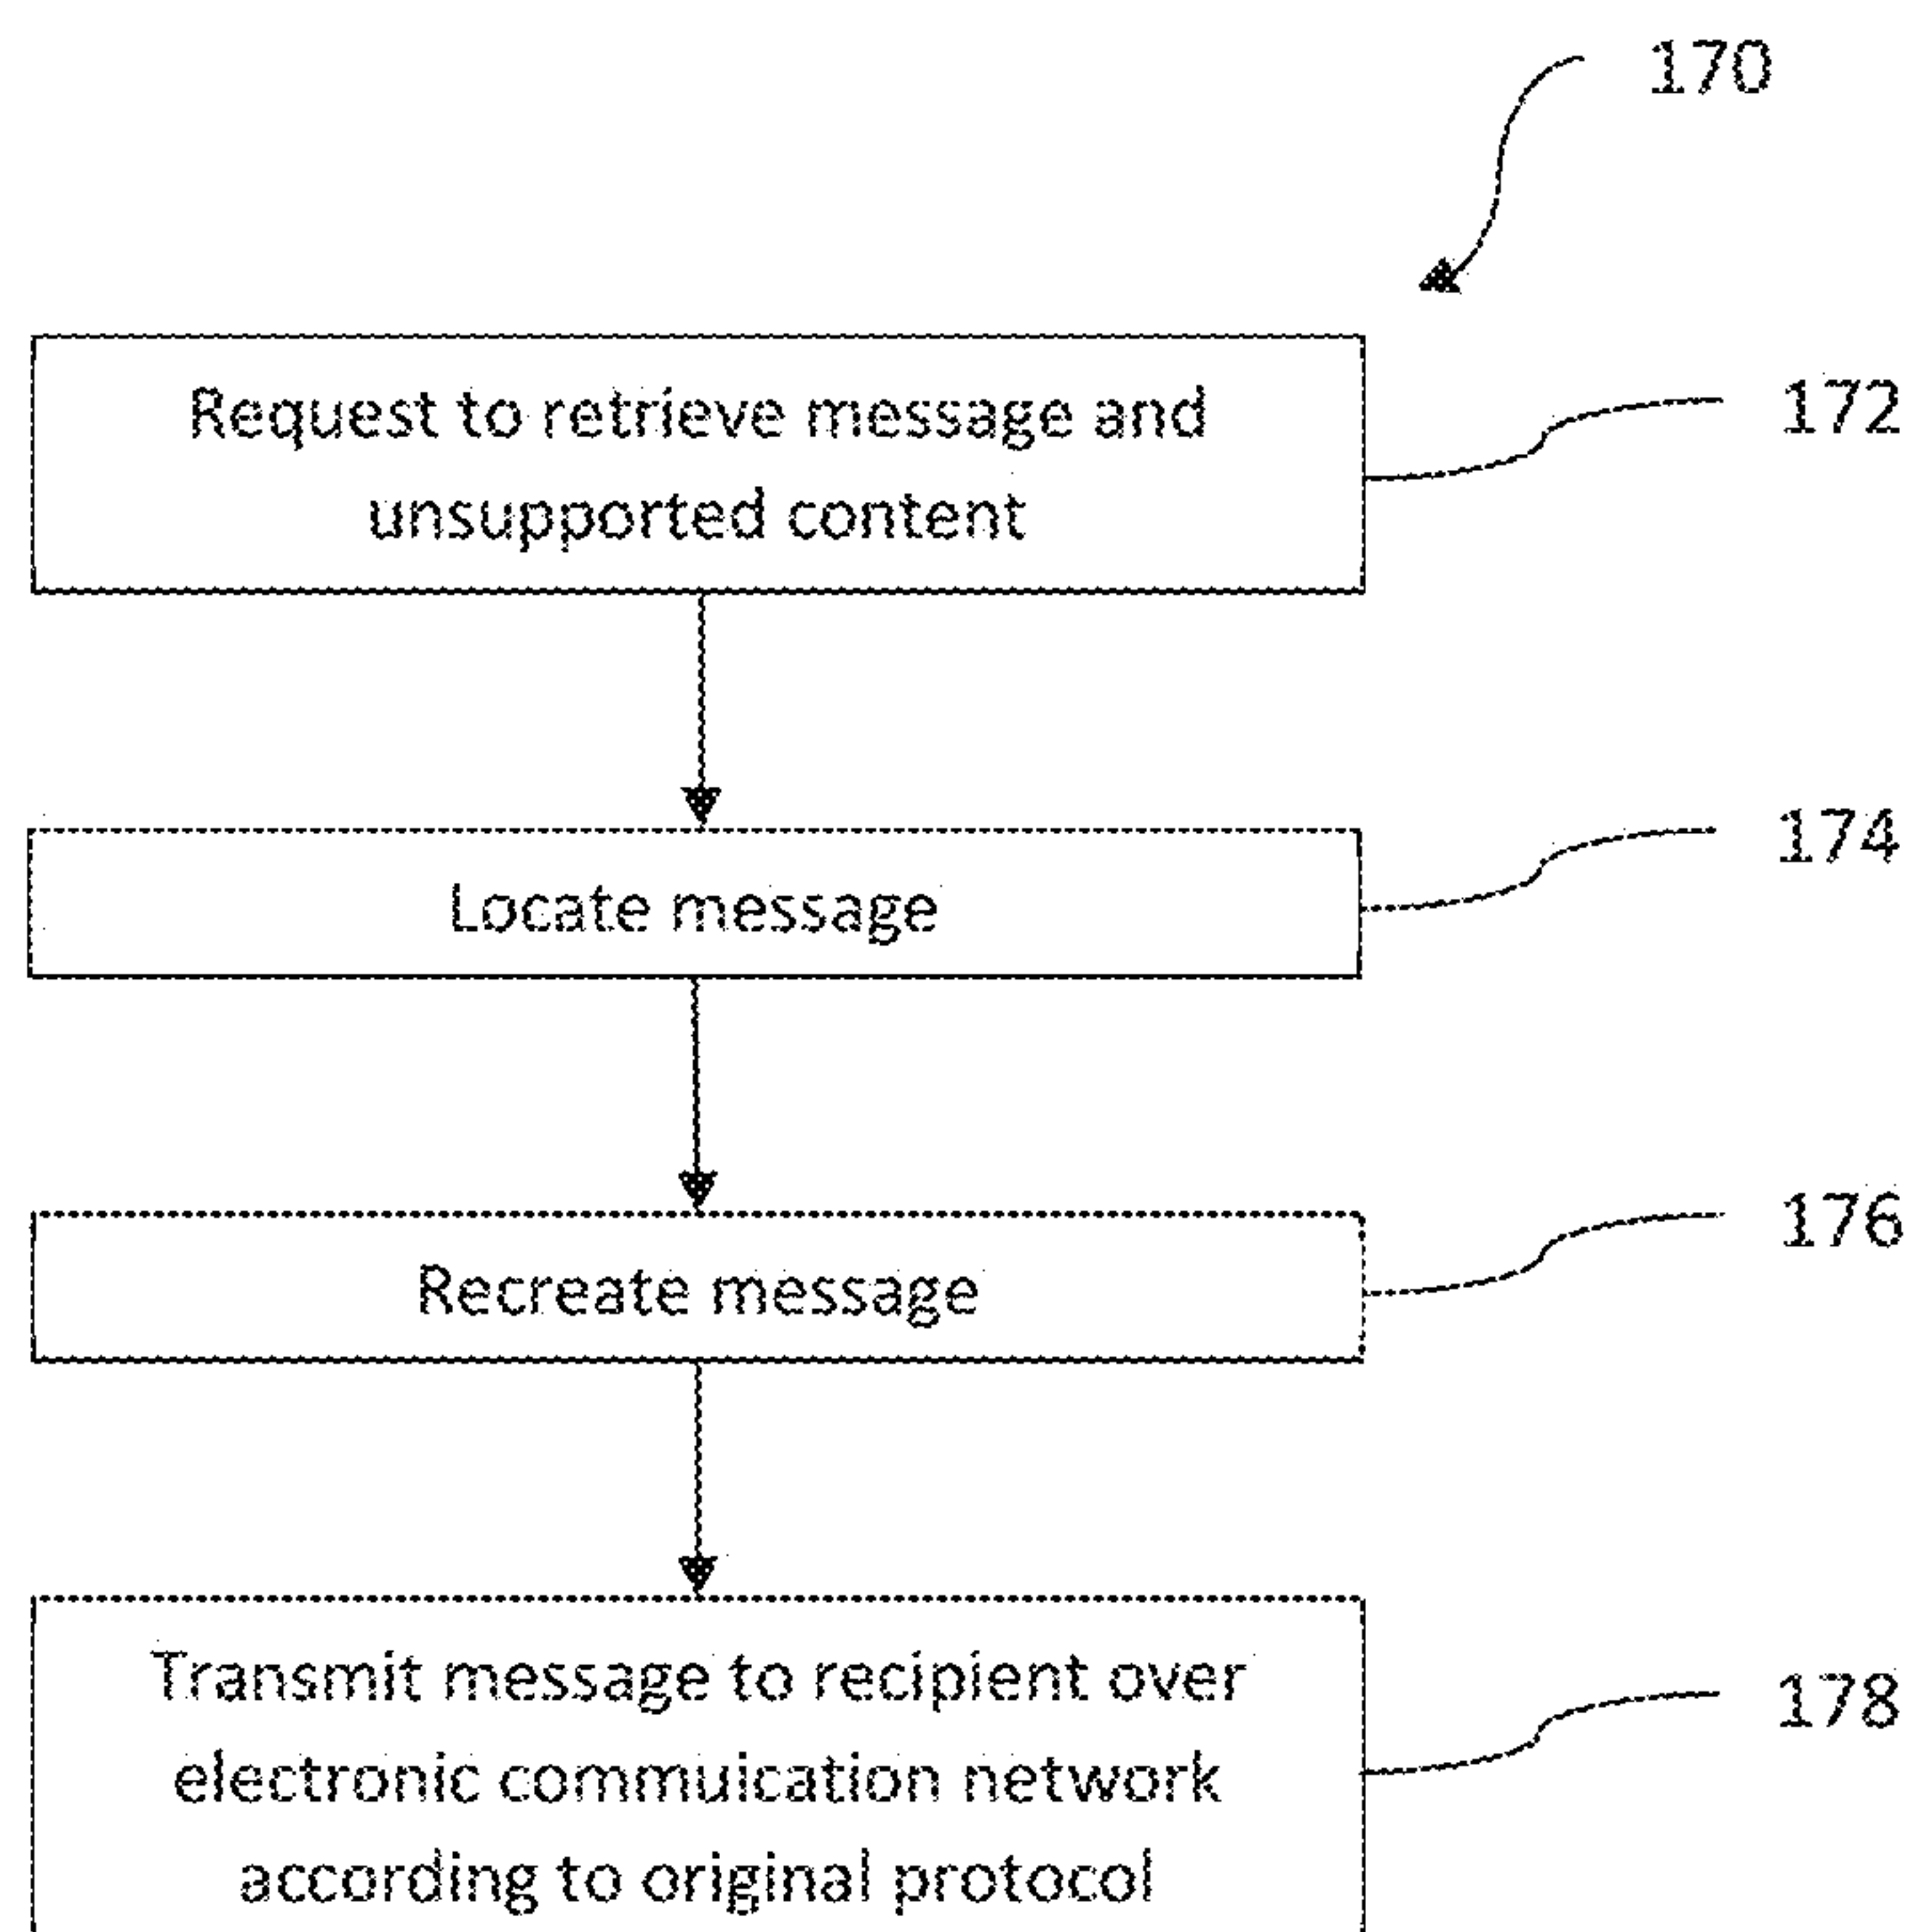 170
Request to retrieve message and
unsupported content
172
Locate message
174
Recreate message
176
Transmit message to recipient over
electronic commuication network
according to original protocol
178